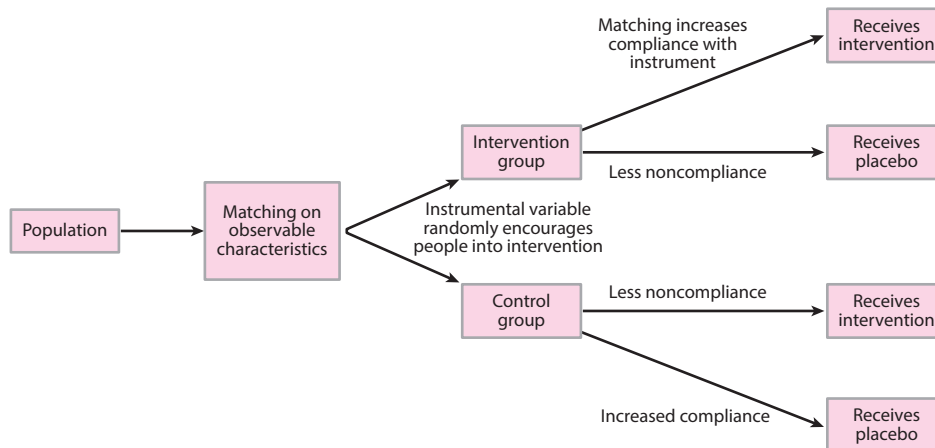 Population
Matching on
observable
characteristics
Instrumental variable
randomly encourages
people into intervention
Intervention
group
Matching increases
compliance with
instrument
Receives
intervention
Less noncompliance
Receives
placebo
Control
group
Less noncompliance
Receives
intervention
Increased compliance
Receives
placebo